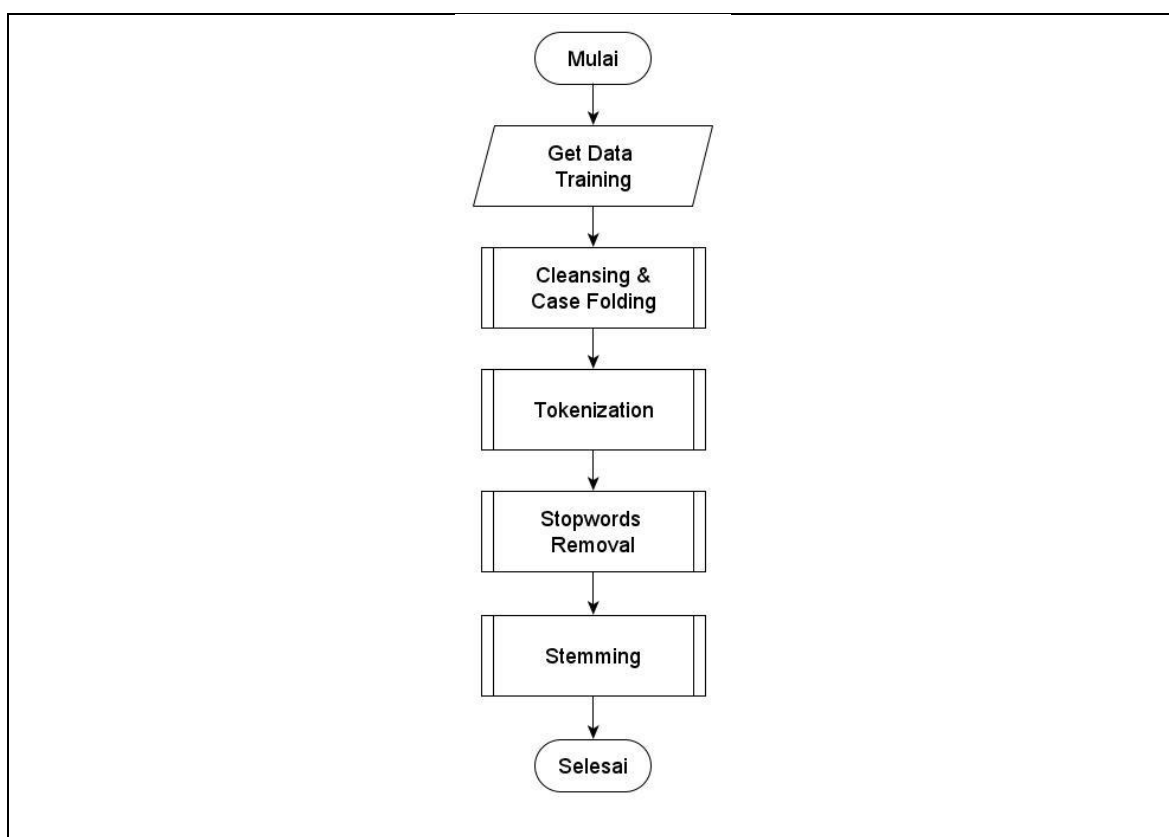 Mulai
Get Data
Training
Cleansing &
Case Folding
Tokenization
Stopwords
Removal
Stemming
Selesai